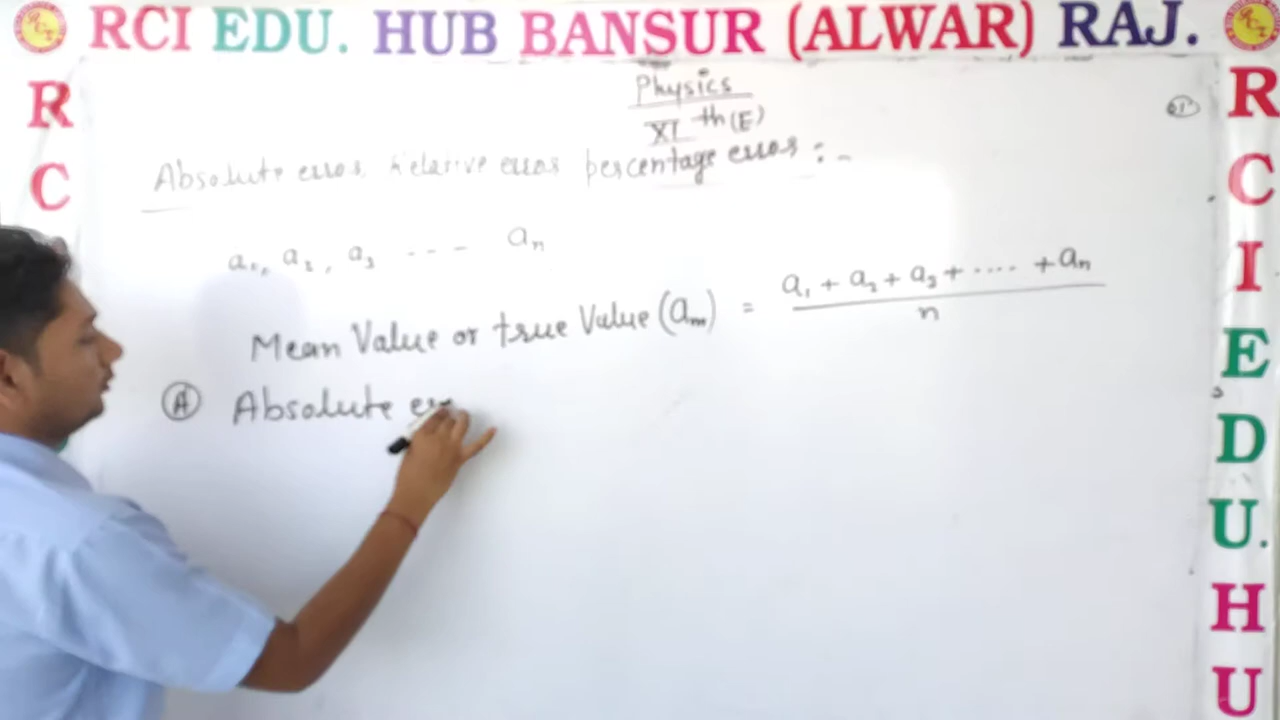 RCI EDU. HUB BANSUR (ALWAR) RAJ.
Physics
XI th (E)
Absolute error, Relative error percentage error :-
a₁, a₂, a₃ ---- aₙ
Mean Value or true Value (aₘ) = a₁ + a₂ + a₃ + ..... + aₙ / n
(A) Absolute err
R
C
R
C
I
E
D
U.
H
U